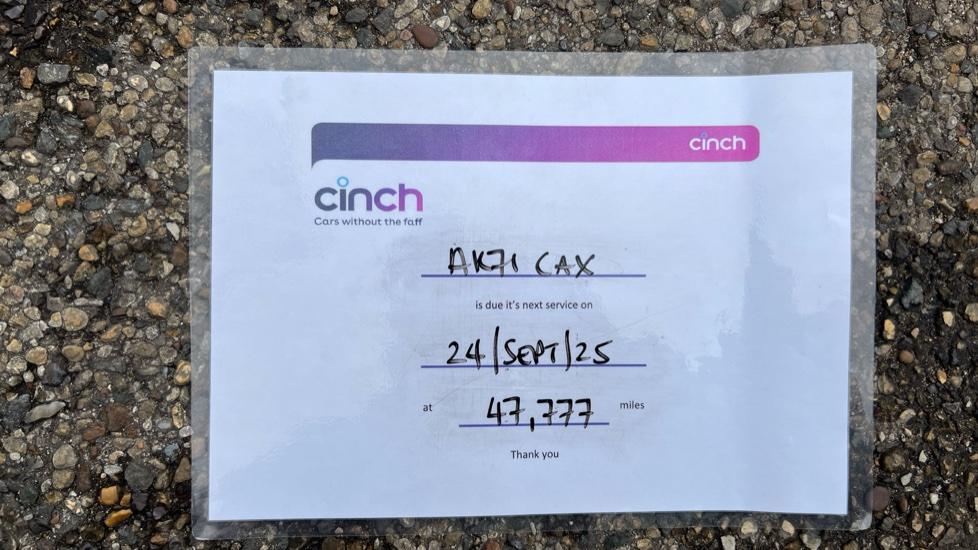 cinch
cinch
Cars without the faff
AK71 CAX
is due it's next service on
24/SEPT/25
at 47,777 miles
Thank you